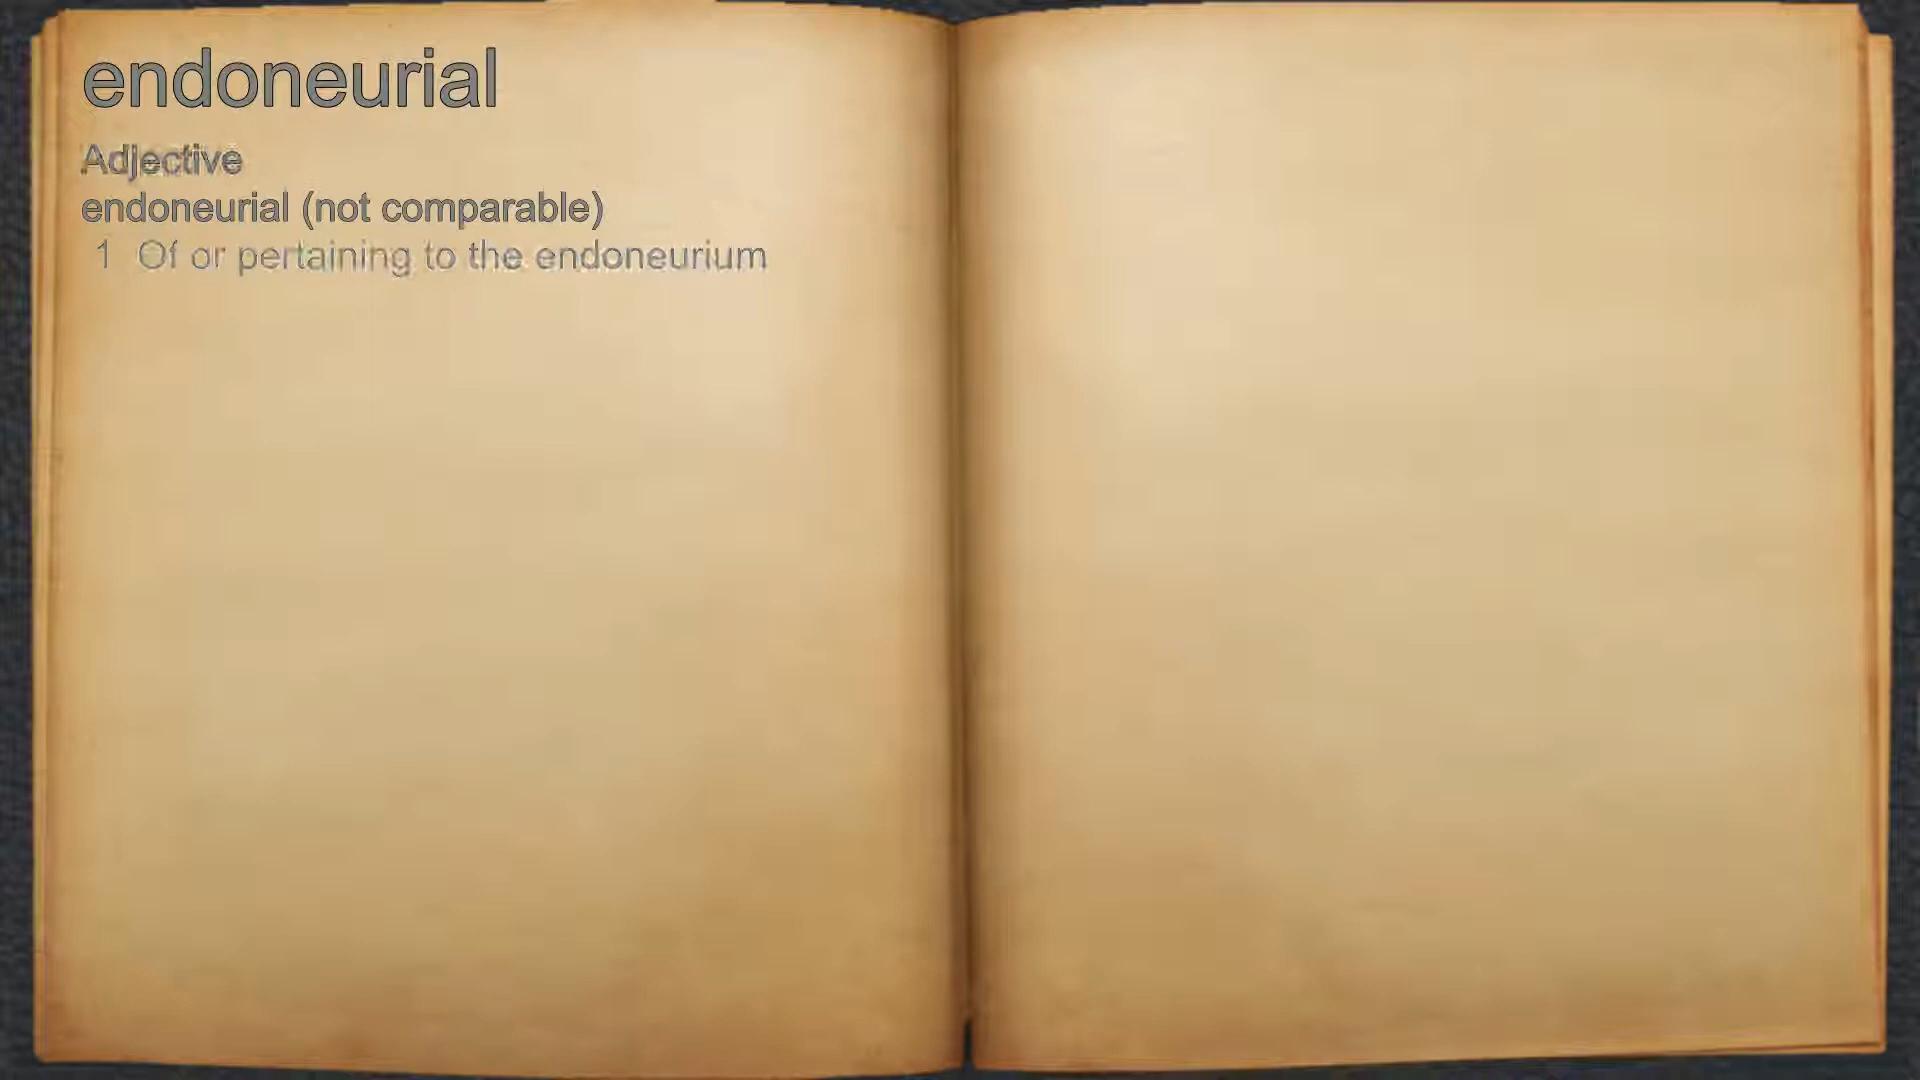 endoneurial
Adjective
endoneurial (not comparable)
1 Of or pertaining to the endoneurium